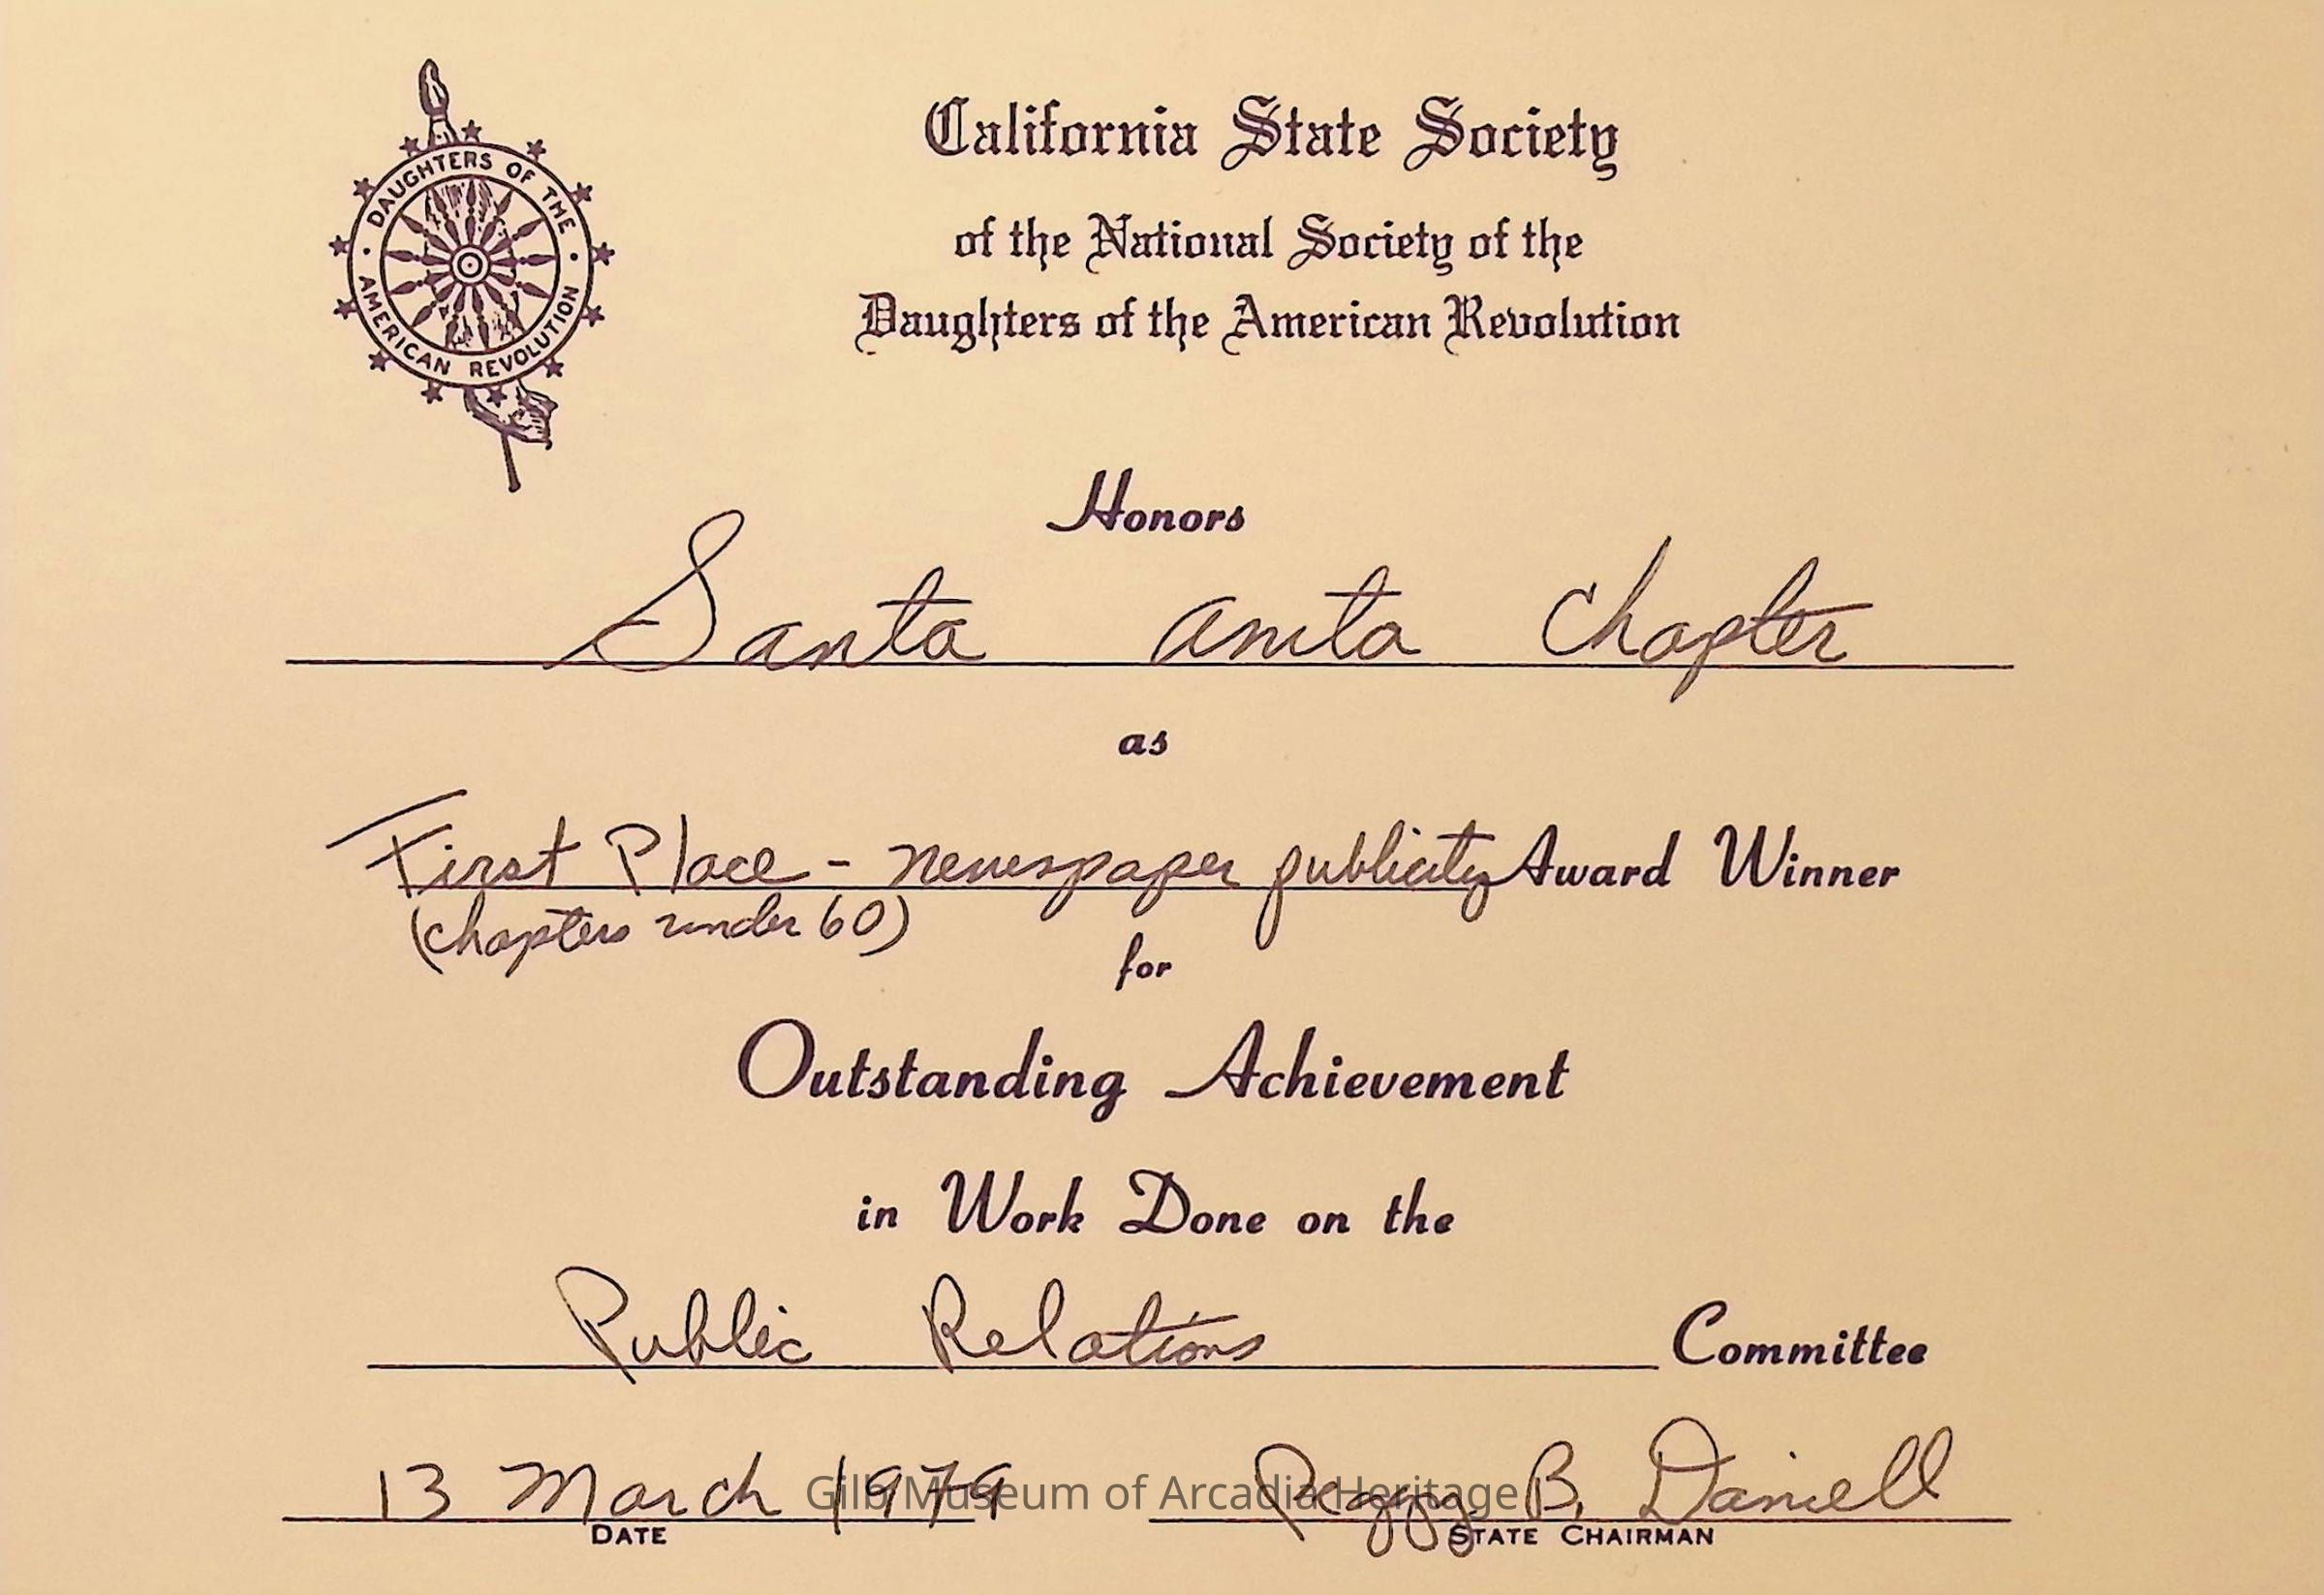 DAUGHTERS OF THE
AMERICAN REVOLUTION
California State Society
of the National Society of the
Daughters of the American Revolution
Honors
Santa Anita Chapter
as
First Place - newspaper publicity Award Winner
(chapters under 60)
for
Outstanding Achievement
in Work Done on the
Public Relations Committee
13 March 1979 Peggy B. Daniell
Gilb Museum of Arcadia Heritage
DATE STATE CHAIRMAN